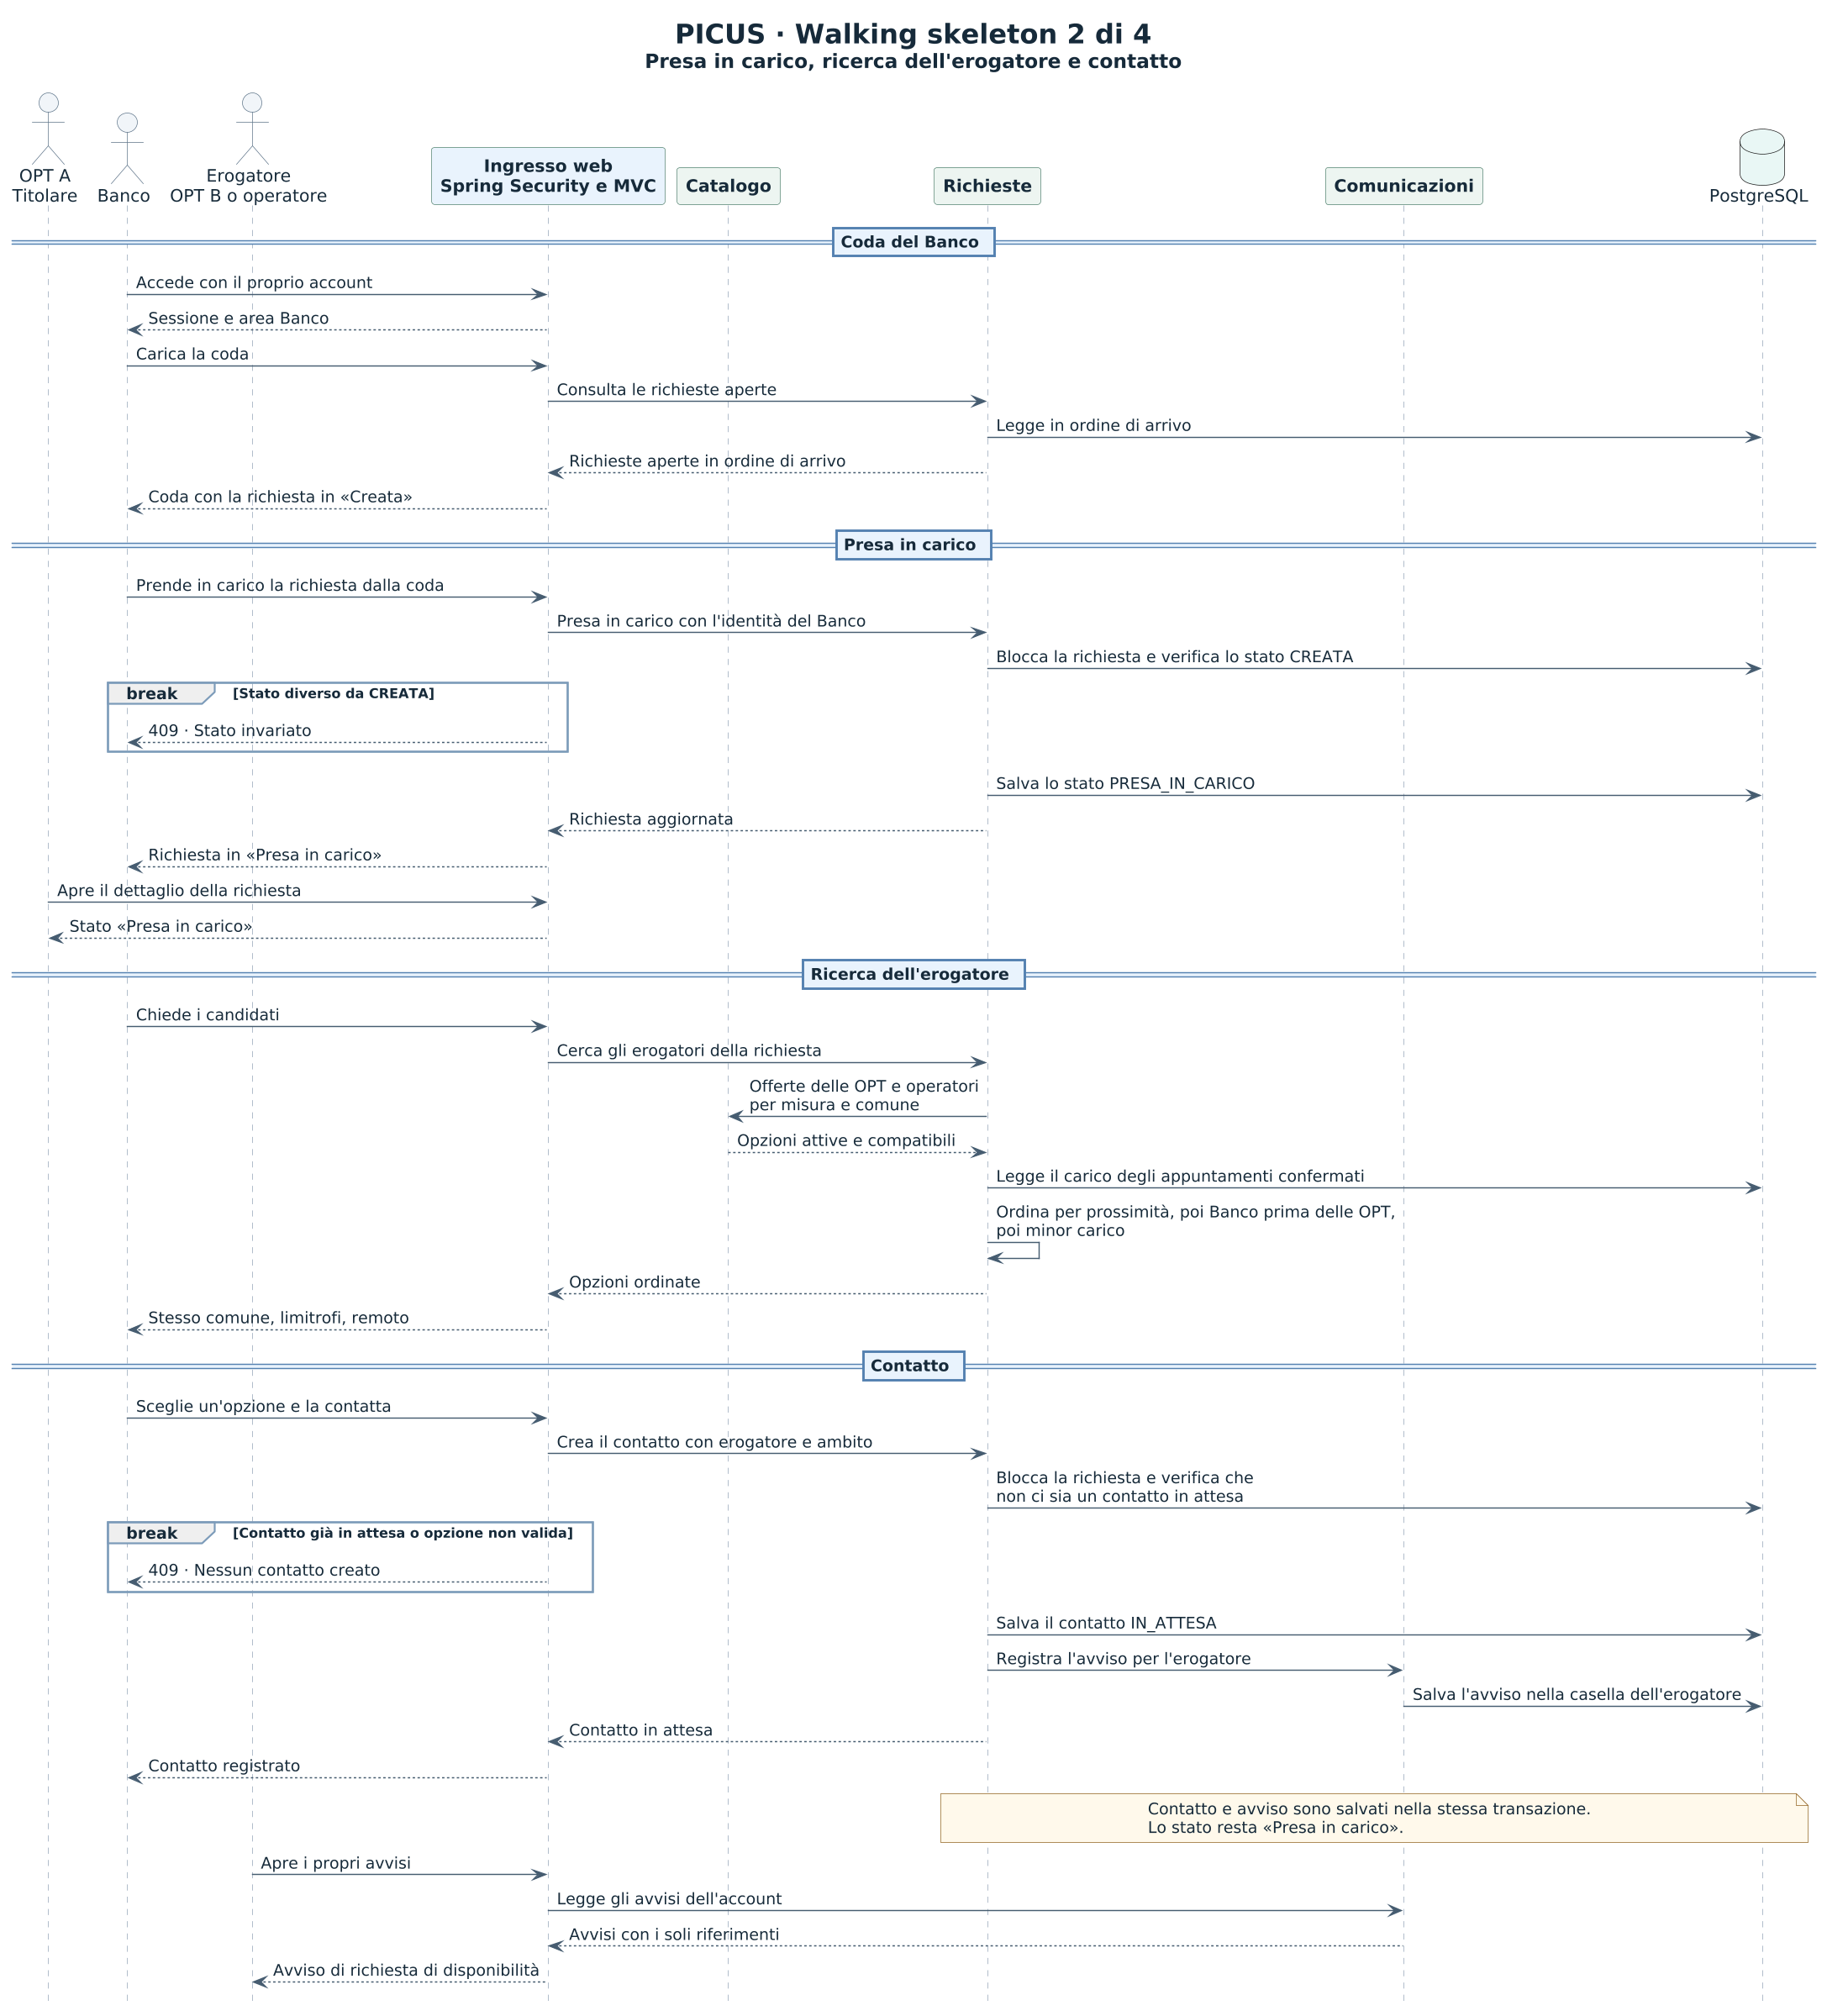 PICUS · Walking skeleton 2 di 4
Presa in carico, ricerca dell'erogatore e contatto
OPT A
Titolare
Banco
Erogatore
OPT B o operatore
Ingresso web
Spring Security e MVC
Catalogo
Richieste
Comunicazioni
PostgreSQL
Coda del Banco
Accede con il proprio account
Sessione e area Banco
Carica la coda
Consulta le richieste aperte
Legge in ordine di arrivo
Richieste aperte in ordine di arrivo
Coda con la richiesta in «Creata»
Presa in carico
Prende in carico la richiesta dalla coda
Presa in carico con l'identità del Banco
Blocca la richiesta e verifica lo stato CREATA
break [Stato diverso da CREATA]
409 · Stato invariato
Salva lo stato PRESA_IN_CARICO
Richiesta aggiornata
Richiesta in «Presa in carico»
Apre il dettaglio della richiesta
Stato «Presa in carico»
Ricerca dell'erogatore
Chiede i candidati
Cerca gli erogatori della richiesta
Offerte delle OPT e operatori
per misura e comune
Opzioni attive e compatibili
Legge il carico degli appuntamenti confermati
Ordina per prossimità, poi Banco prima delle OPT,
poi minor carico
Opzioni ordinate
Stesso comune, limitrofi, remoto
Contatto
Sceglie un'opzione e la contatta
Crea il contatto con erogatore e ambito
Blocca la richiesta e verifica che
non ci sia un contatto in attesa
break [Contatto già in attesa o opzione non valida]
409 · Nessun contatto creato
Salva il contatto IN_ATTESA
Registra l'avviso per l'erogatore
Salva l'avviso nella casella dell'erogatore
Contatto in attesa
Contatto registrato
Contatto e avviso sono salvati nella stessa transazione.
Lo stato resta «Presa in carico».
Apre i propri avvisi
Legge gli avvisi dell'account
Avvisi con i soli riferimenti
Avviso di richiesta di disponibilità